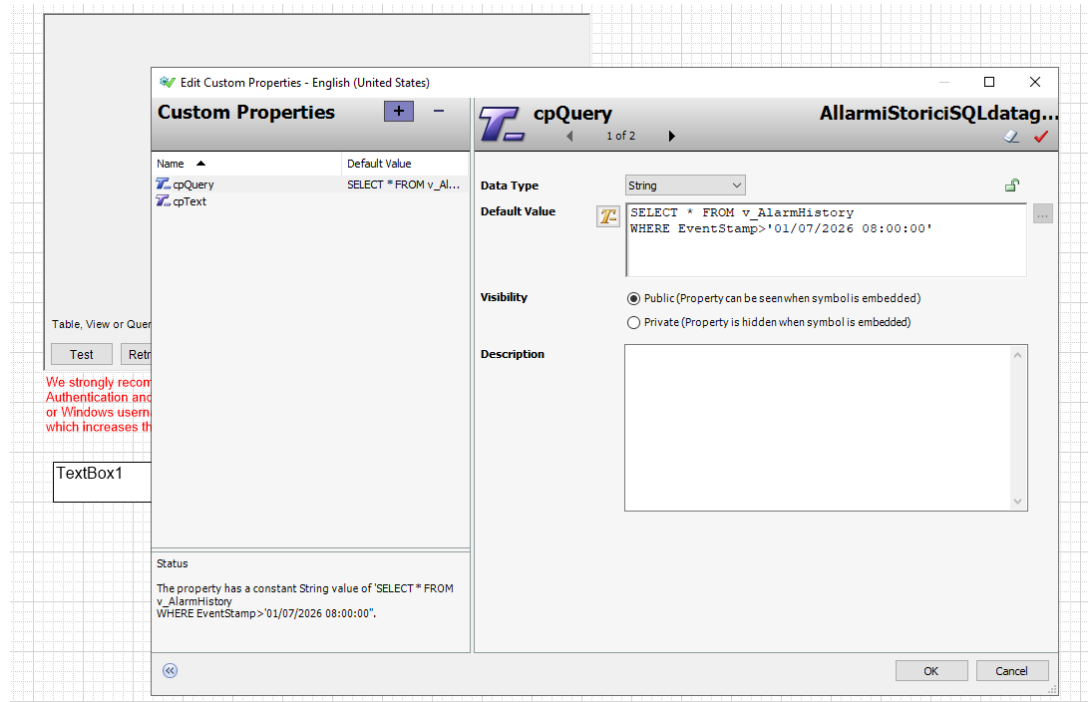 Edit Custom Properties - English (United States)
Custom Properties
+ -
cpQuery
AllarmiStoriciSQLdatag...
1 of 2
Name
Default Value
cpQuery
SELECT * FROM v_Al...
cpText
Data Type
String
Default Value
SELECT * FROM v_AlarmHistory
WHERE EventStamp>'01/07/2026 08:00:00'
...
Visibility
Public (Property can be seen when symbol is embedded)
Private (Property is hidden when symbol is embedded)
Description
Table, View or Quer
Test
Retr
We strongly recom
Authentication and
or Windows usern
which increases th
TextBox1
Status
The property has a constant String value of 'SELECT * FROM
v_AlarmHistory
WHERE EventStamp>'01/07/2026 08:00:00''.
OK
Cancel